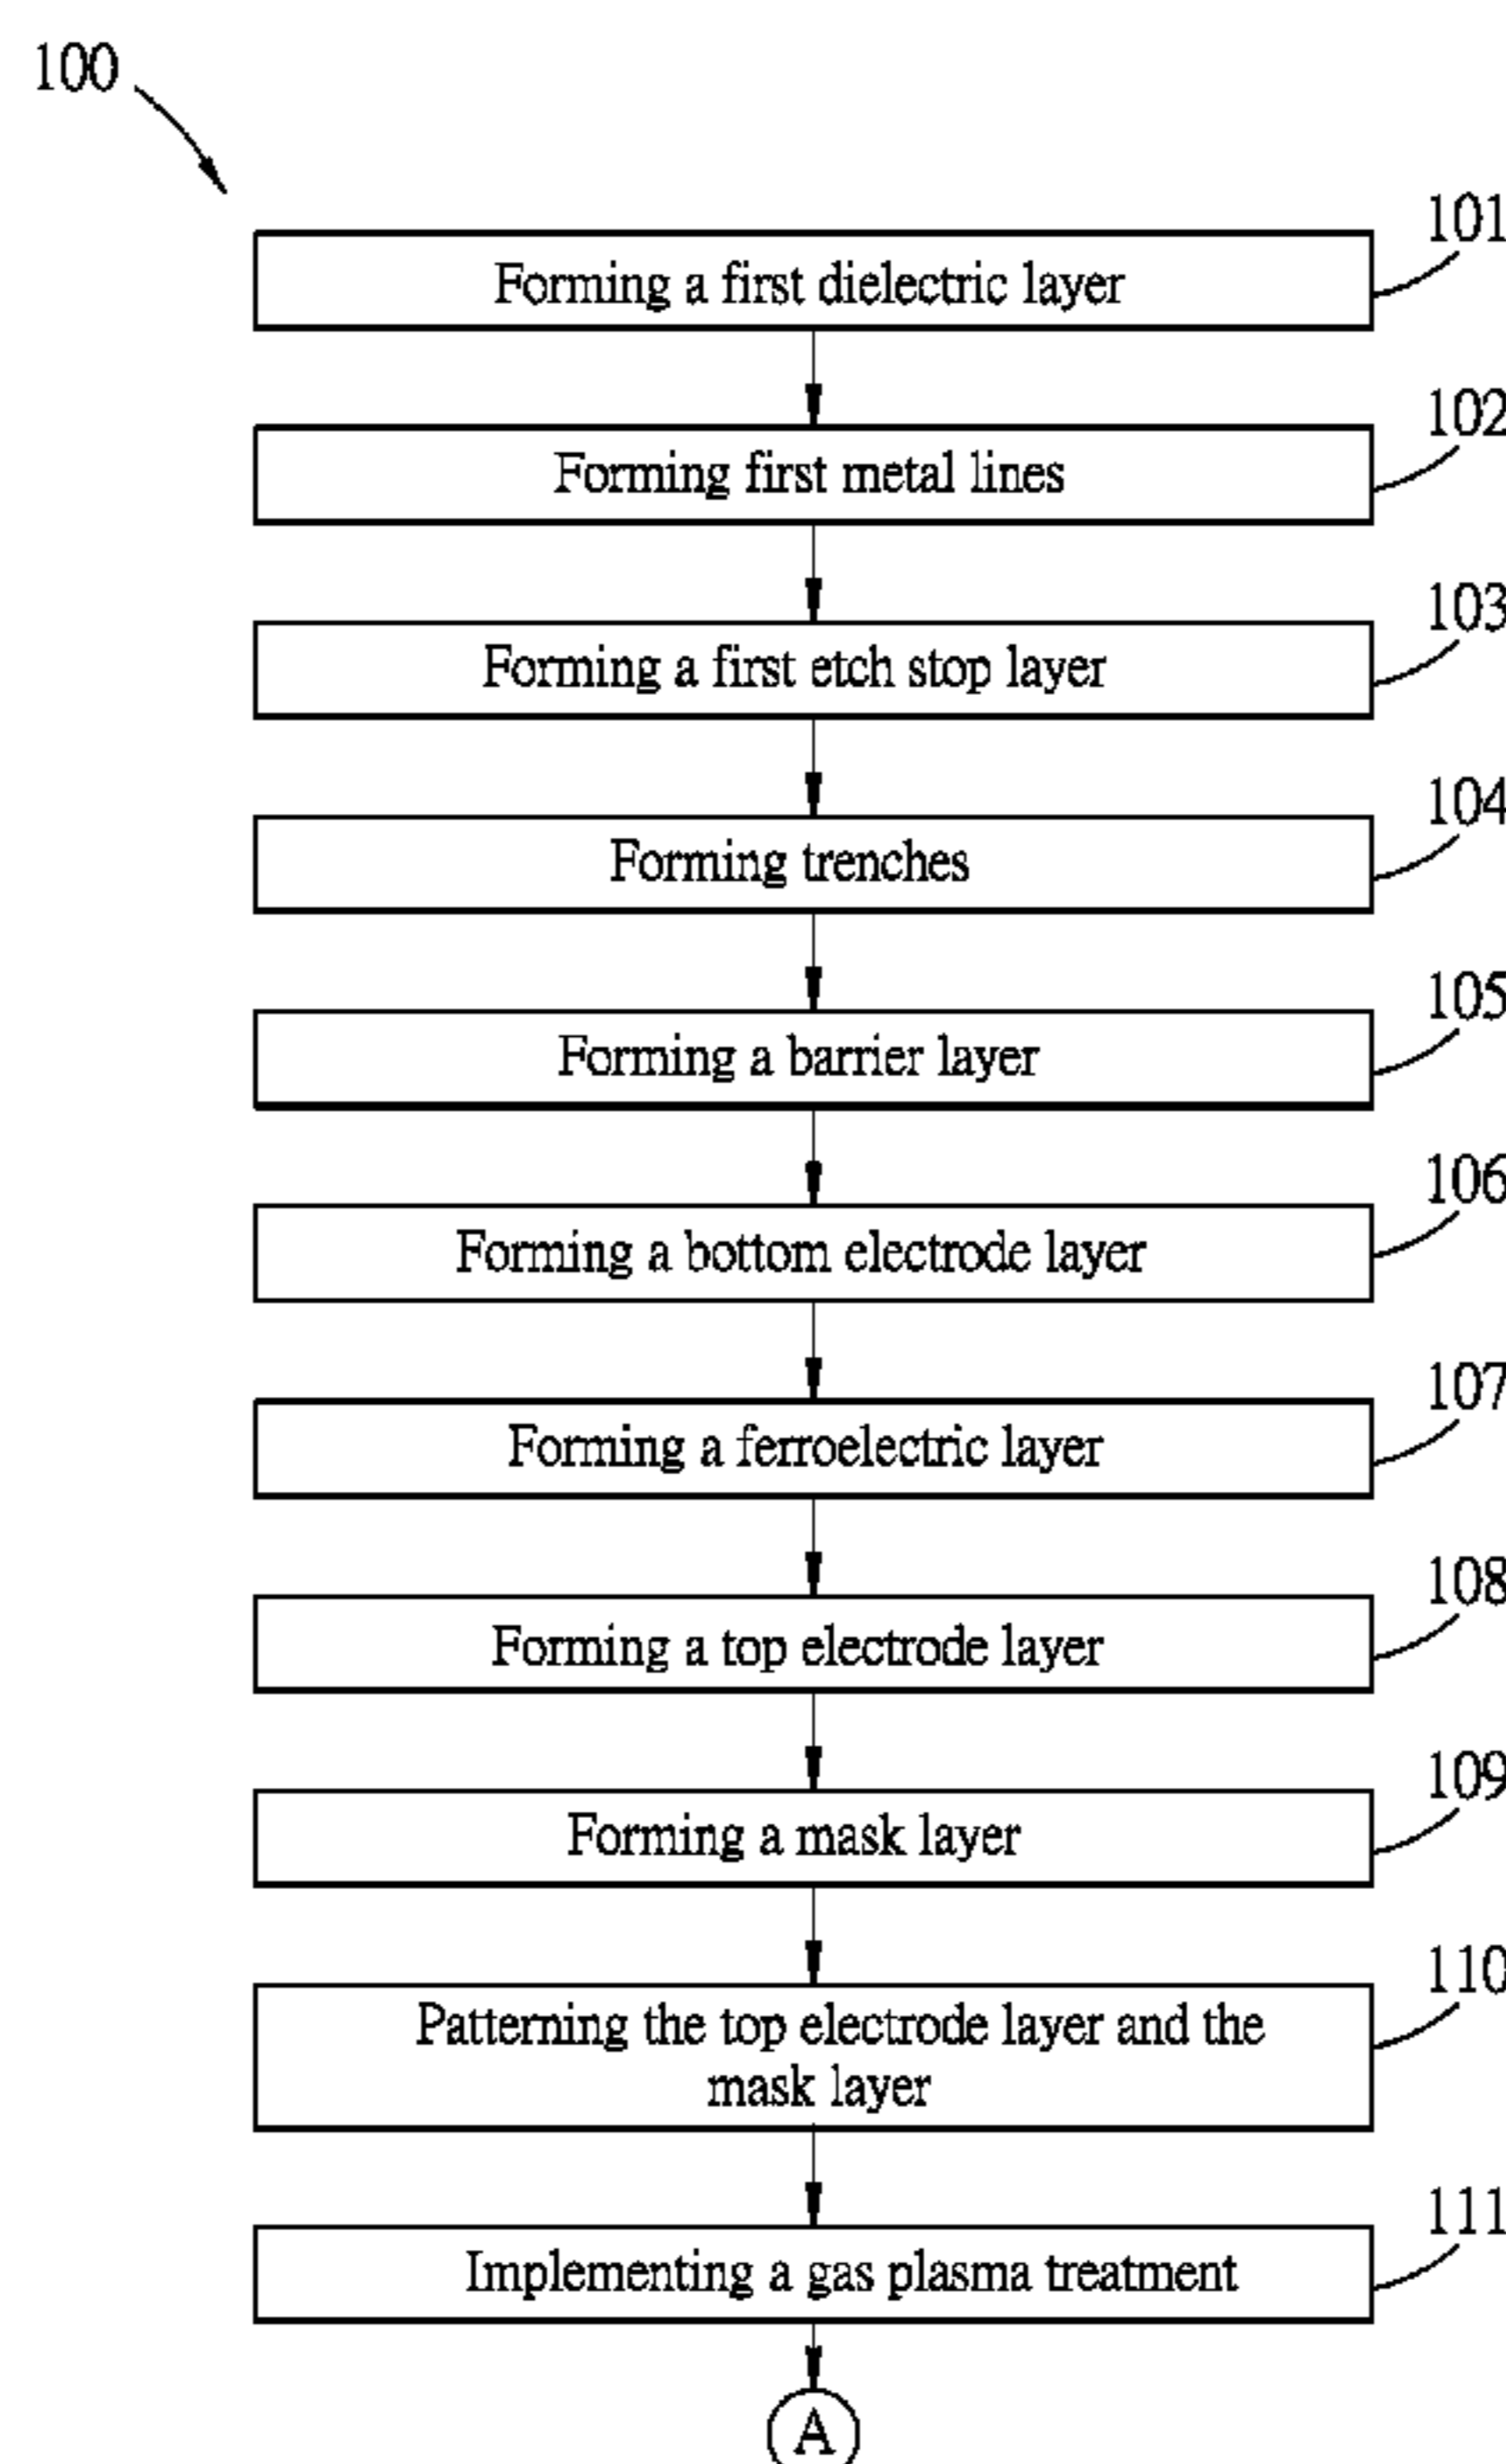 100
101
Forming a first dielectric layer
102
Forming first metal lines
103
Forming a first etch stop layer
104
Forming trenches
105
Forming a barrier layer
106
Forming a bottom electrode layer
107
Forming a ferroelectric layer
108
Forming a top electrode layer
109
Forming a mask layer
110
Patterning the top electrode layer and the
mask layer
111
Implementing a gas plasma treatment
A